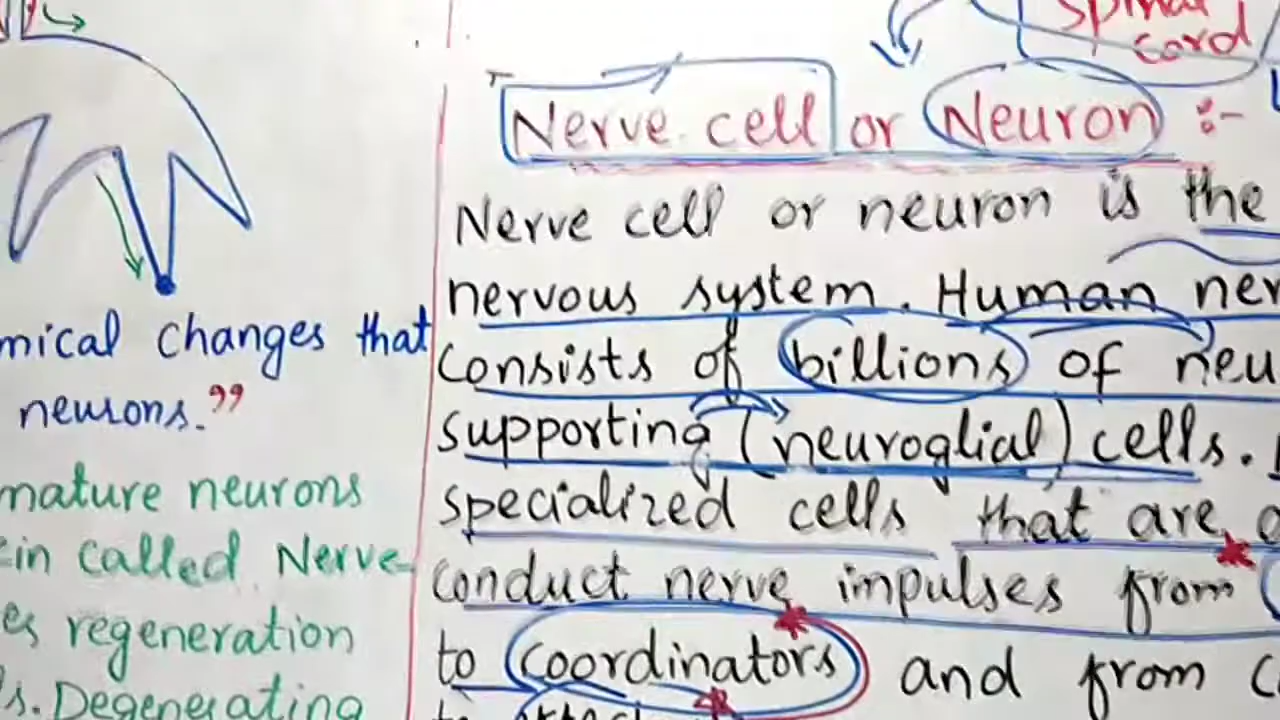 mical changes that
neurons."
mature neurons
in called Nerve
es regeneration
s. Degenerating
Spinal
cord
Nerve cell or Neuron :-
Nerve cell or neuron is the
nervous system. Human ner
consists of billions of neu
supporting (neuroglial) cells.
specialized cells that are
conduct nerve impulses from
to coordinators and from c
to